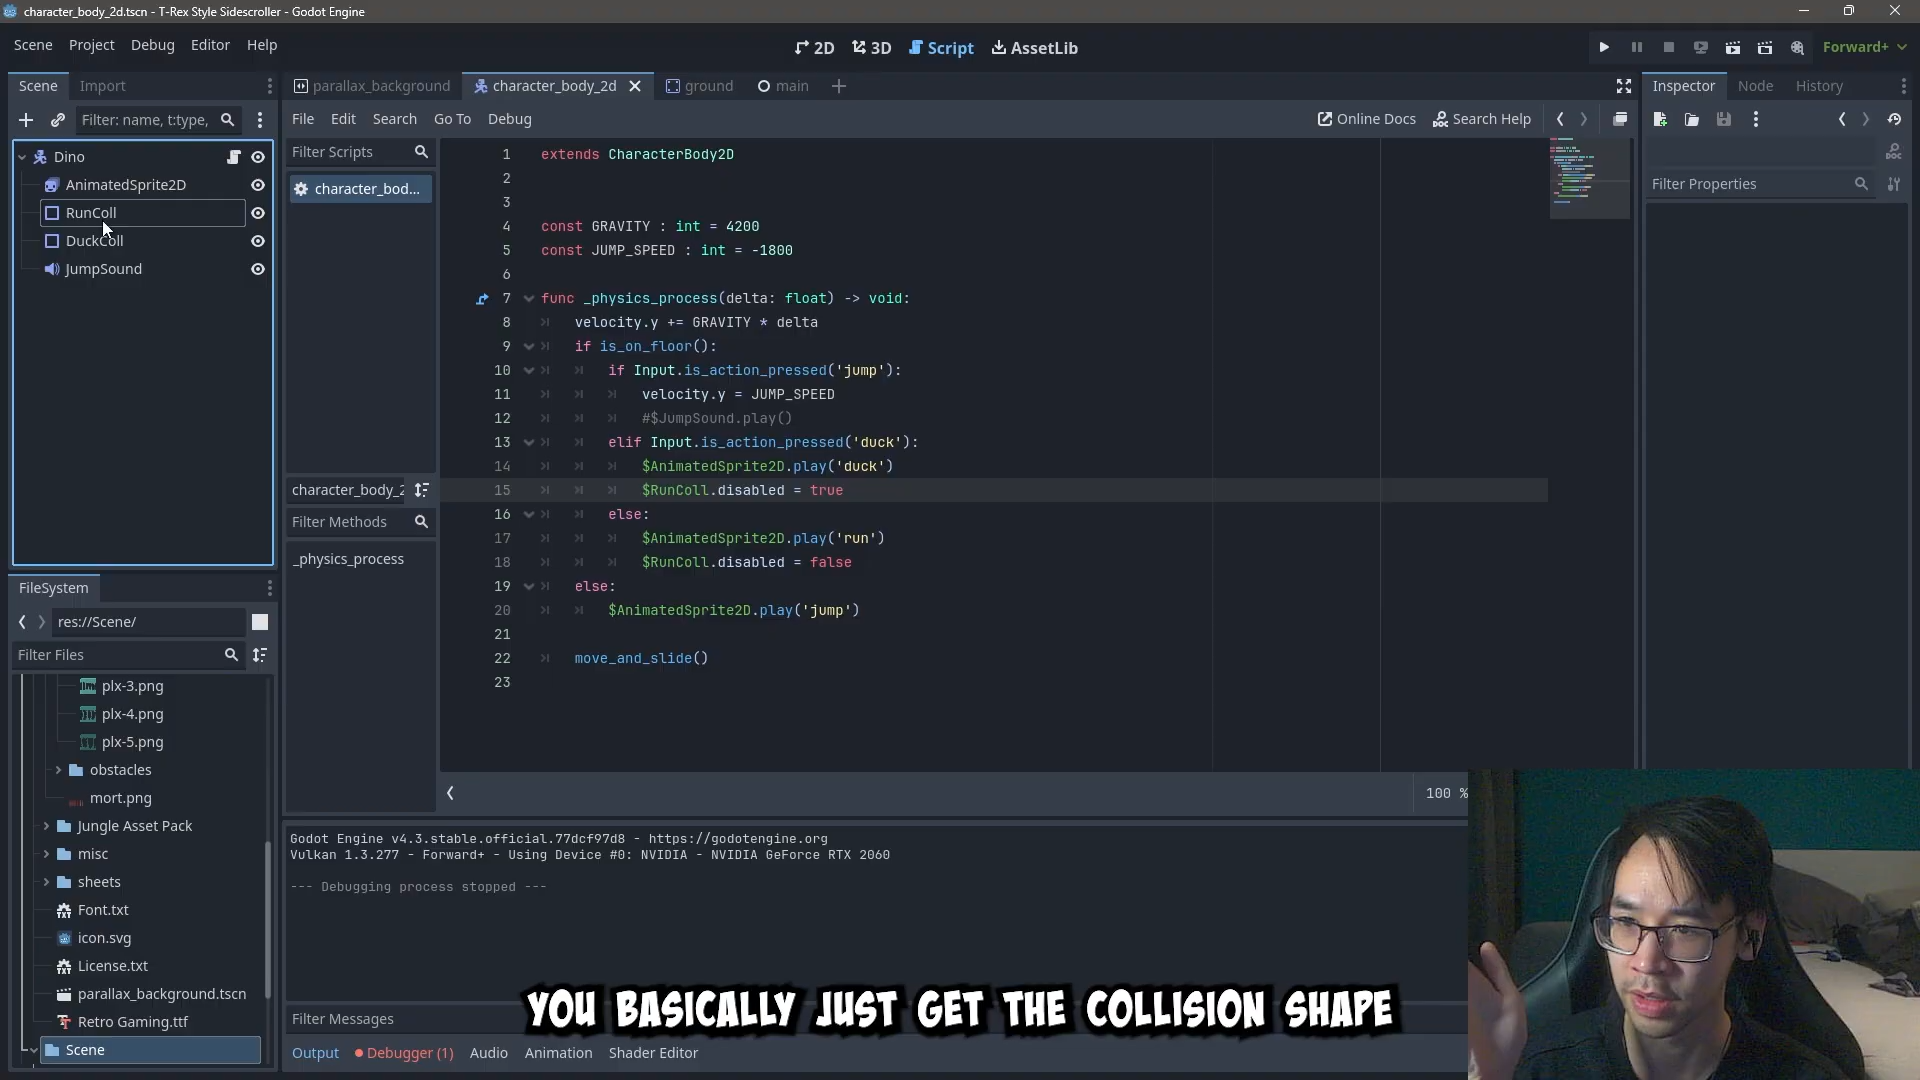 character_body_2d.tscn - T-Rex Style Sidescroller - Godot Engine
Scene Project Debug Editor Help
2D 3D Script AssetLib
Forward+
Scene Import
parallax_background character_body_2d ground main
Inspector Node History
Filter: name, t:type,
File Edit Search Go To Debug
Online Docs Search Help
Dino
AnimatedSprite2D
RunColl
DuckColl
JumpSound
Filter Scripts
character_bod...
character_body_2
Filter Methods
_physics_process
1 extends CharacterBody2D
2
3
4 const GRAVITY : int = 4200
5 const JUMP_SPEED : int = -1800
6
7 func _physics_process(delta: float) -> void:
8 velocity.y += GRAVITY * delta
9 if is_on_floor():
10 if Input.is_action_pressed('jump'):
11 velocity.y = JUMP_SPEED
12 #$JumpSound.play()
13 elif Input.is_action_pressed('duck'):
14 $AnimatedSprite2D.play('duck')
15 $RunColl.disabled = true
16 else:
17 $AnimatedSprite2D.play('run')
18 $RunColl.disabled = false
19 else:
20 $AnimatedSprite2D.play('jump')
21
22 move_and_slide()
23
100 %
Filter Properties
FileSystem
res://Scene/
Filter Files
plx-3.png
plx-4.png
plx-5.png
obstacles
mort.png
Jungle Asset Pack
misc
sheets
Font.txt
icon.svg
License.txt
parallax_background.tscn
Retro Gaming.ttf
Scene
Godot Engine v4.3.stable.official.77dcf97d8 - https://godotengine.org
Vulkan 1.3.277 - Forward+ - Using Device #0: NVIDIA - NVIDIA GeForce RTX 2060
--- Debugging process stopped ---
YOU BASICALLY JUST GET THE COLLISION SHAPE
Filter Messages
Output Debugger (1) Audio Animation Shader Editor